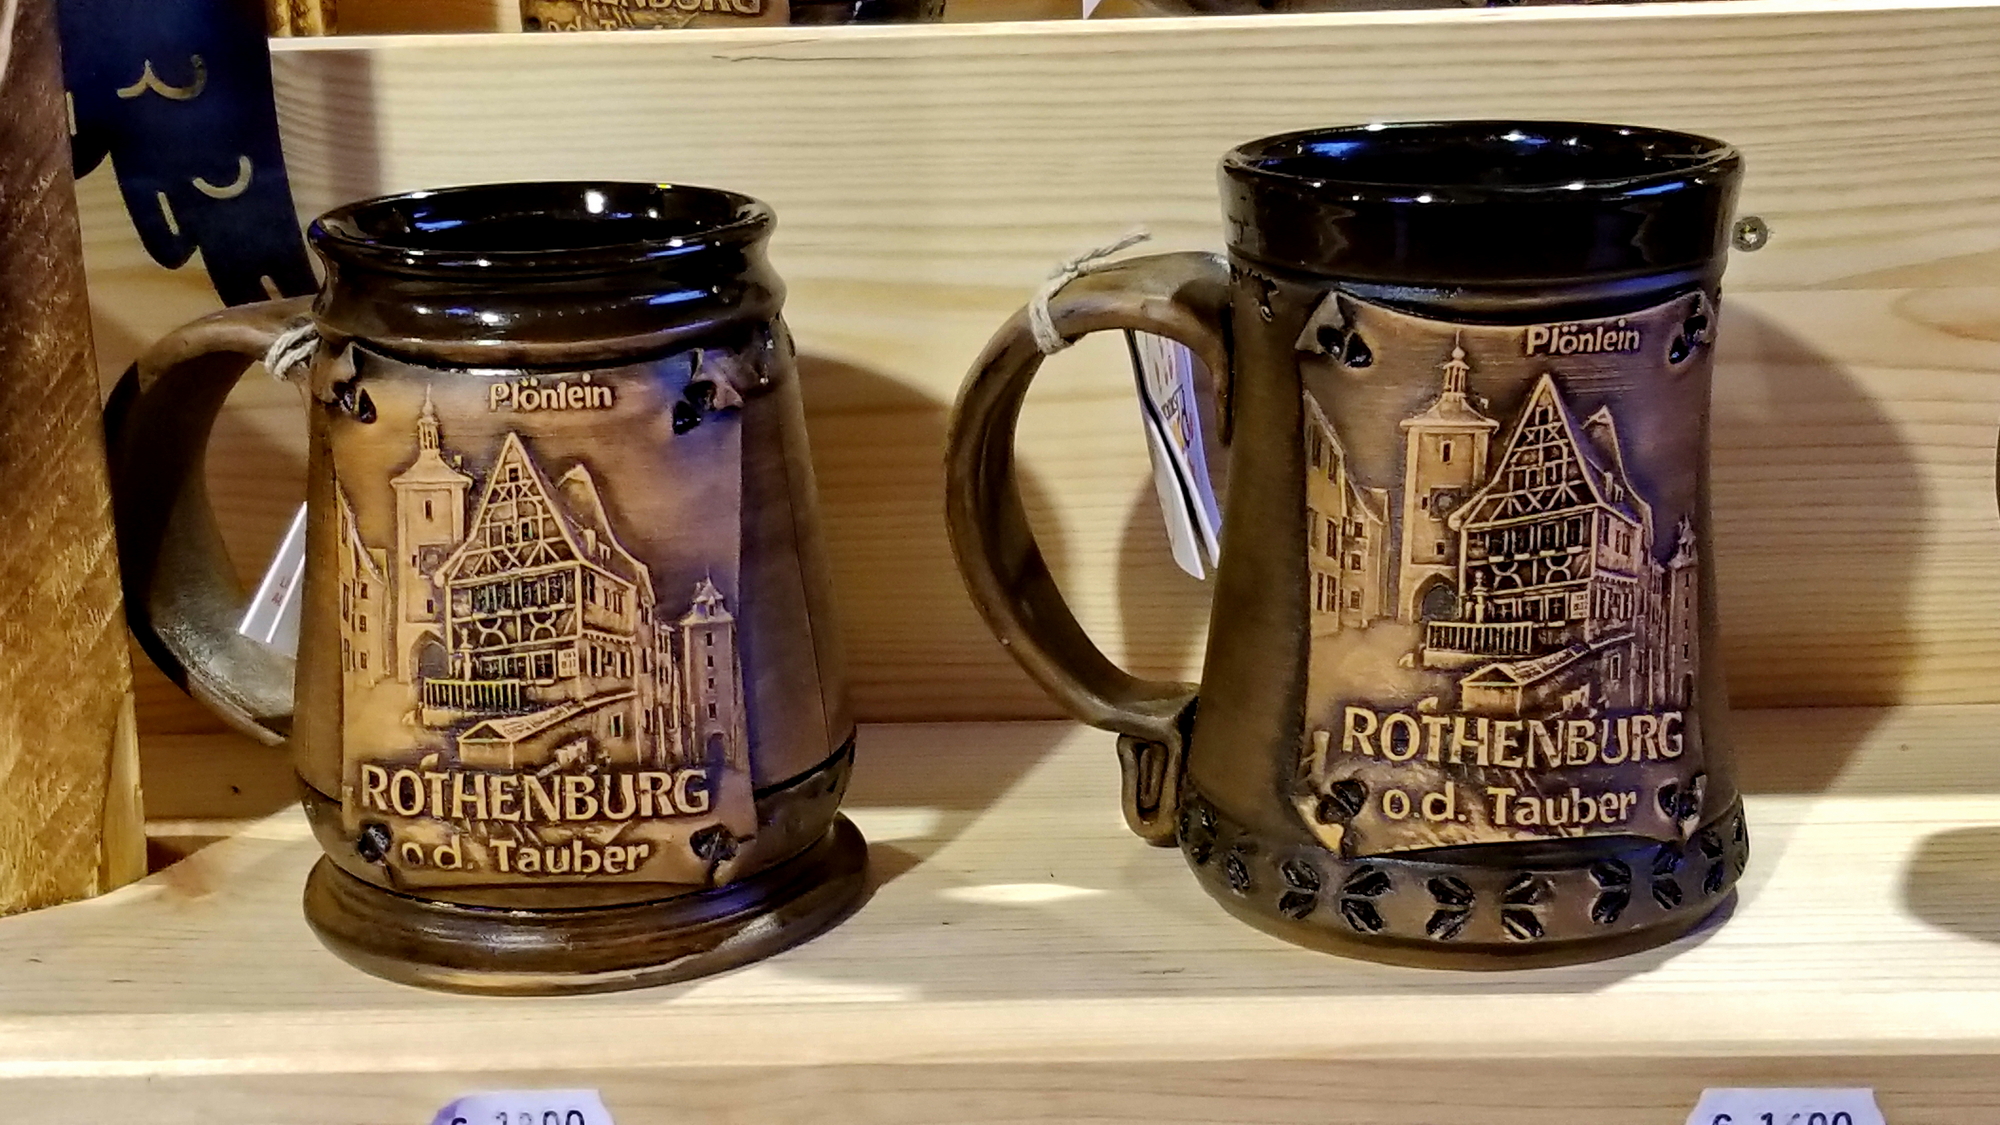 Plönlein
ROTHENBURG
o.d. Tauber
Plönlein
ROTHENBURG
o.d. Tauber